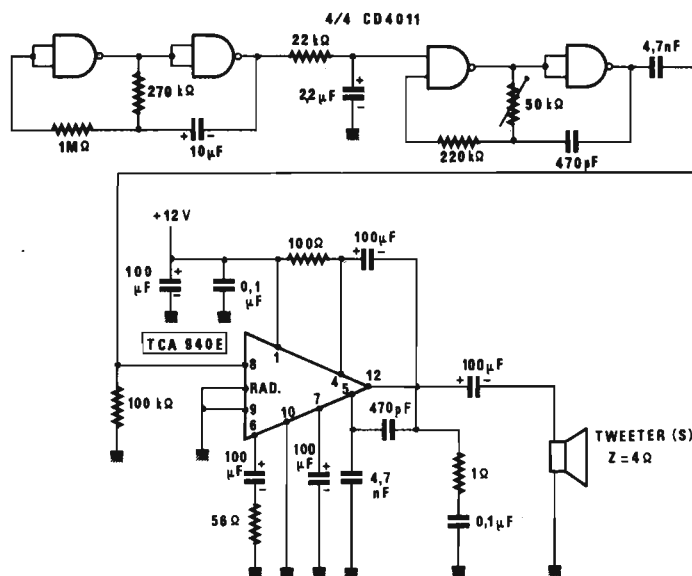 4/4 CD4011
22 kΩ
4,7nF
270 kΩ
+
2,2 µF
50 kΩ
1MΩ
+ -
10µF
220kΩ
470pF
+12V
100Ω
100µF
+ -
100 µF
+
-
0,1 µF
TCA 940E
1
8
4
12
RAD.
5
9
7
6
10
100 kΩ
100 µF
+
-
100 µF
+
-
470pF
4,7 nF
56Ω
1Ω
0,1µF
100µF
+ -
TWEETER (S)
Z = 4 Ω